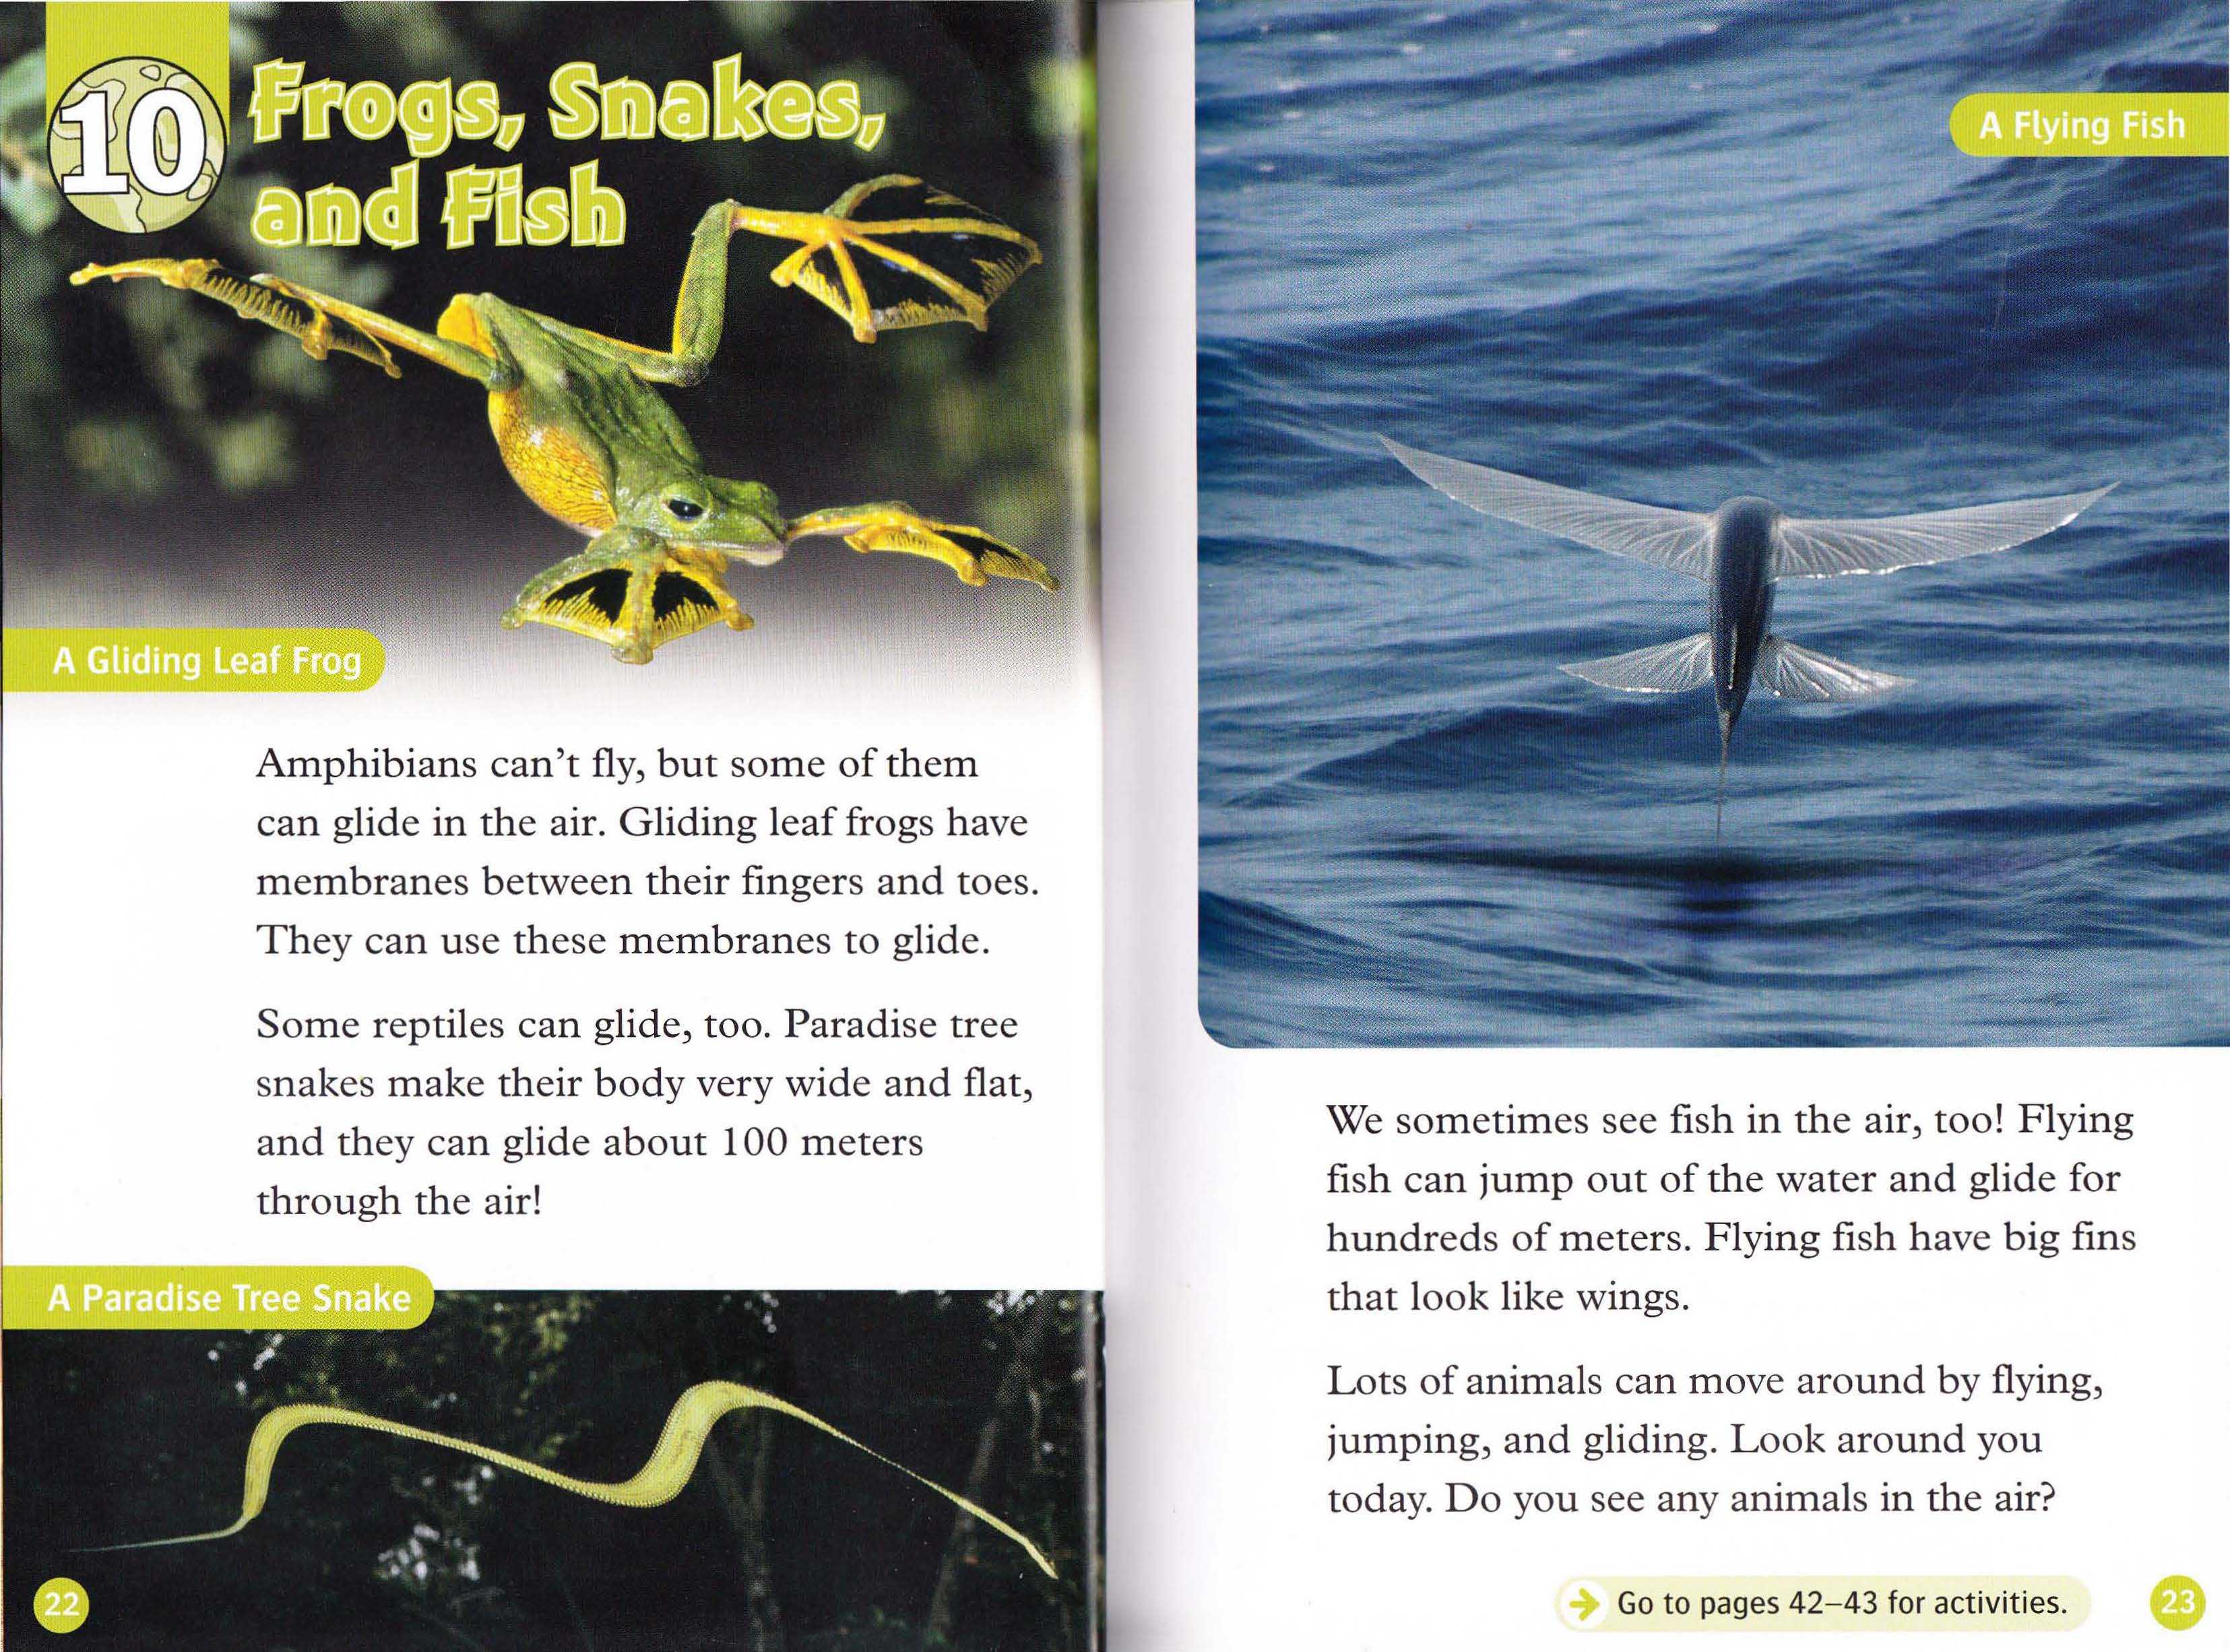 10
Frogs, Snakes,
and Fish
A Gliding Leaf Frog
Amphibians can't fly, but some of them
can glide in the air. Gliding leaf frogs have
membranes between their fingers and toes.
They can use these membranes to glide.
Some reptiles can glide, too. Paradise tree
snakes make their body very wide and flat,
and they can glide about 100 meters
through the air!
A Paradise Tree Snake
22
A Flying Fish
We sometimes see fish in the air, too! Flying
fish can jump out of the water and glide for
hundreds of meters. Flying fish have big fins
that look like wings.
Lots of animals can move around by flying,
jumping, and gliding. Look around you
today. Do you see any animals in the air?
Go to pages 42–43 for activities.
23